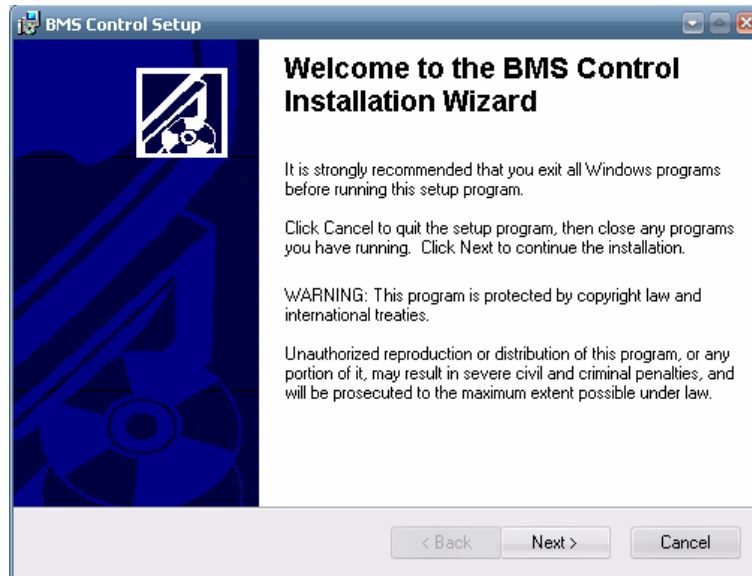 BMS Control Setup
Welcome to the BMS Control
Installation Wizard
It is strongly recommended that you exit all Windows programs
before running this setup program.
Click Cancel to quit the setup program, then close any programs
you have running.  Click Next to continue the installation.
WARNING: This program is protected by copyright law and
international treaties.
Unauthorized reproduction or distribution of this program, or any
portion of it, may result in severe civil and criminal penalties, and
will be prosecuted to the maximum extent possible under law.
< Back
Next >
Cancel